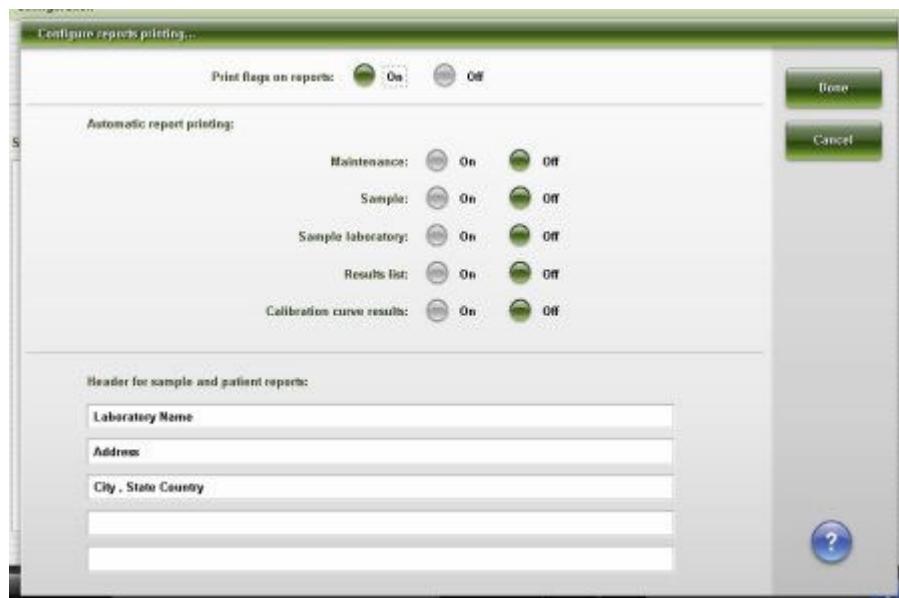 Configuration
Configure reports printing...
Print flags on reports: On Off
Done
Automatic report printing:
Cancel
S
Maintenance: On Off
Sample: On Off
Sample laboratory: On Off
Results list: On Off
Calibration curve results: On Off
Header for sample and patient reports:
Laboratory Name
Address
City , State Country
?